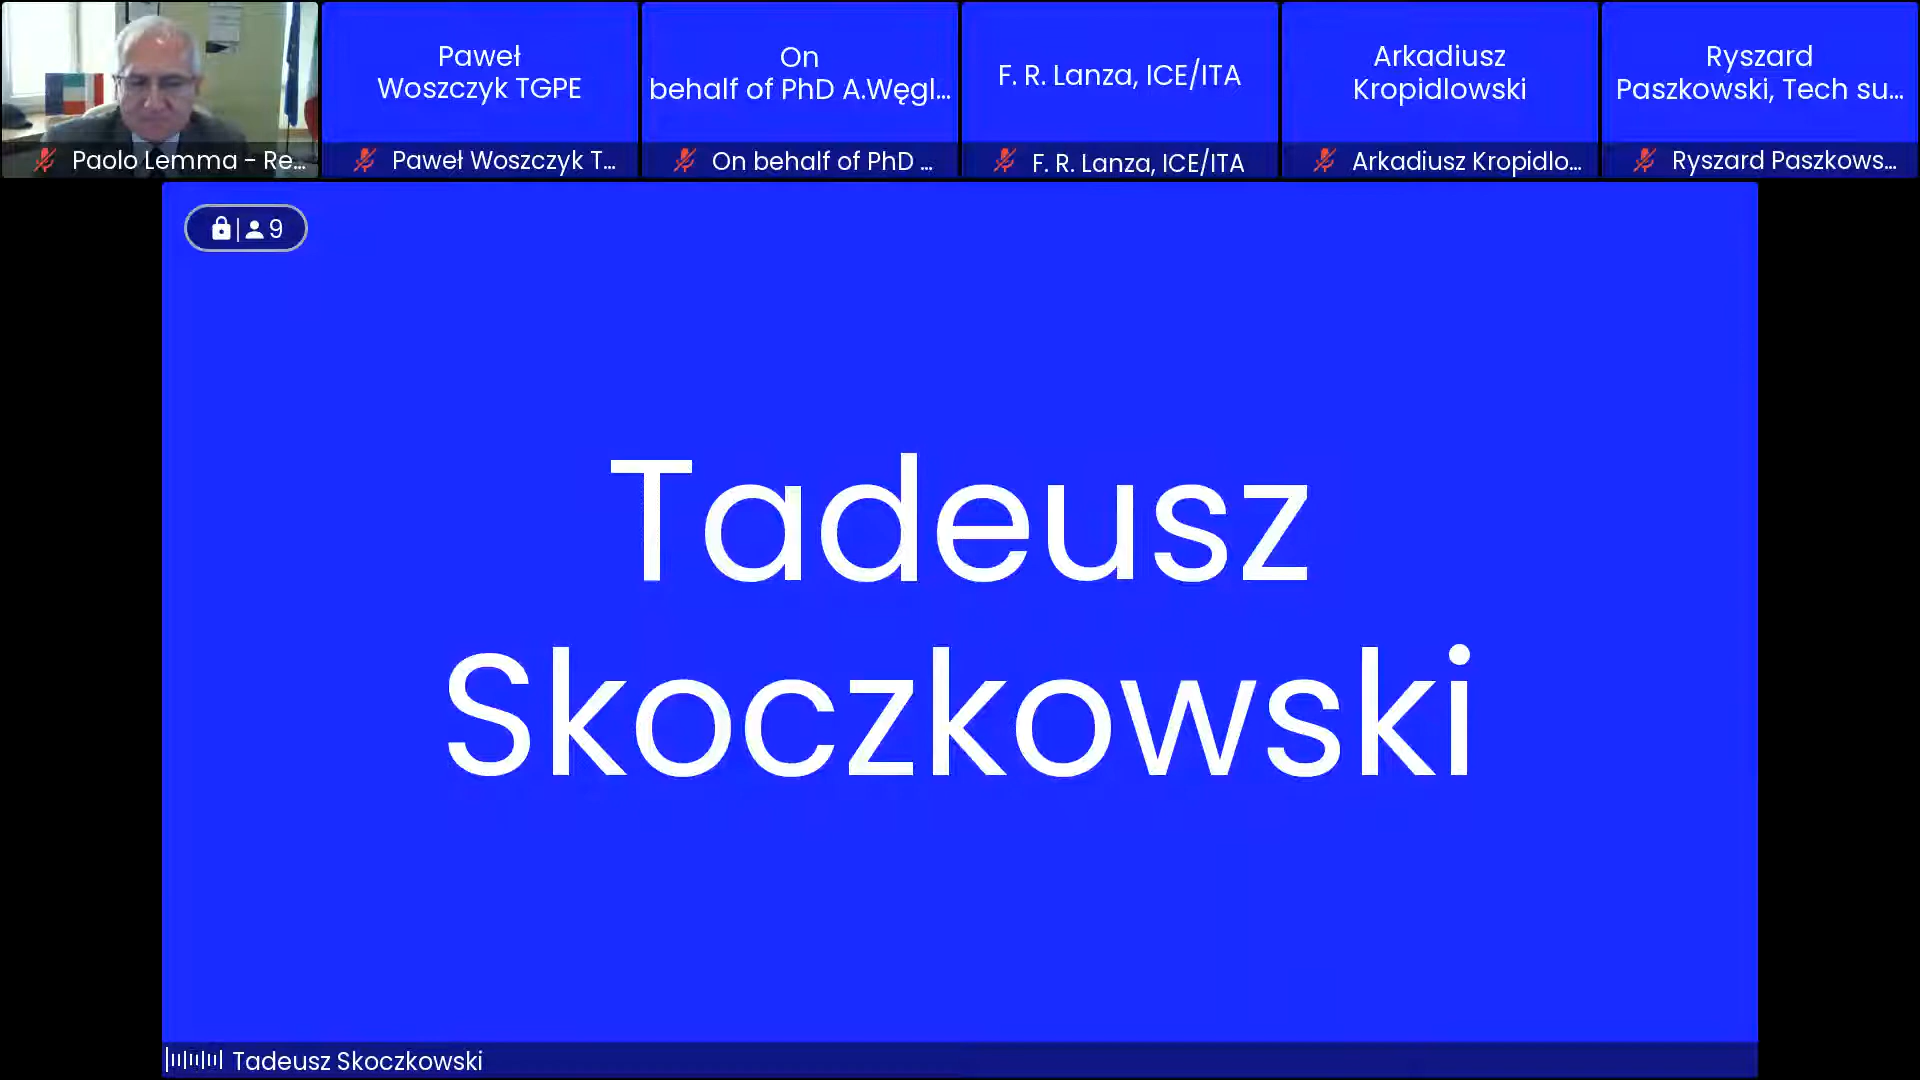 Paolo Lemma - Re...
Paweł
Woszczyk TGPE
Paweł Woszczyk T...
On
behalf of PhD A.Węgl...
On behalf of PhD ...
F. R. Lanza, ICE/ITA
F. R. Lanza, ICE/ITA
Arkadiusz
Kropidlowski
Arkadiusz Kropidlo...
Ryszard
Paszkowski, Tech su...
Ryszard Paszkows...
9
Tadeusz
Skoczkowski
Tadeusz Skoczkowski